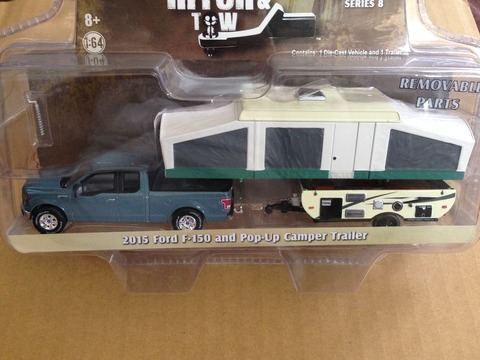 HITCH &
TOW
SERIES 8
8+
1:64
Contains: 1 Die-Cast Vehicle and 1 Trailer
REMOVABLE
PARTS
2015 Ford F-150 and Pop-Up Camper Trailer